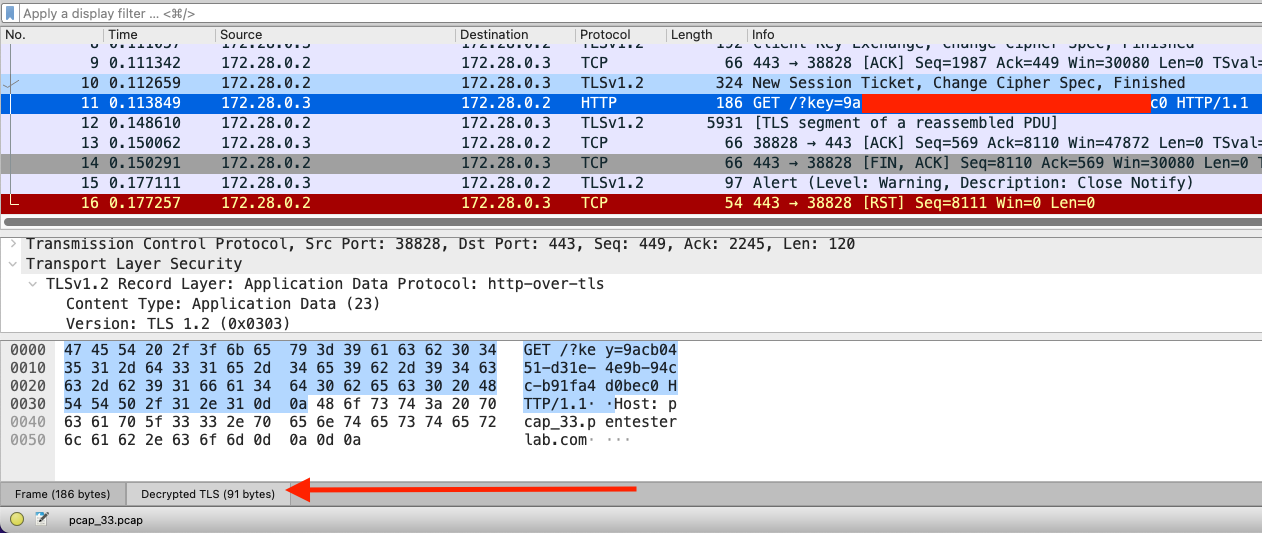 Apply a display filter ... <⌘/>
No. Time Source Destination Protocol Length Info
8 0.111057 172.28.0.3 172.28.0.2 TLSv1.2 192 Client Key Exchange, Change Cipher Spec, Finished
9 0.111342 172.28.0.2 172.28.0.3 TCP 66 443 → 38828 [ACK] Seq=1987 Ack=449 Win=30080 Len=0 TSval=
10 0.112659 172.28.0.2 172.28.0.3 TLSv1.2 324 New Session Ticket, Change Cipher Spec, Finished
11 0.113849 172.28.0.3 172.28.0.2 HTTP 186 GET /?key=9a c0 HTTP/1.1
12 0.148610 172.28.0.2 172.28.0.3 TLSv1.2 5931 [TLS segment of a reassembled PDU]
13 0.150062 172.28.0.3 172.28.0.2 TCP 66 38828 → 443 [ACK] Seq=569 Ack=8110 Win=47872 Len=0 TSval=
14 0.150291 172.28.0.2 172.28.0.3 TCP 66 443 → 38828 [FIN, ACK] Seq=8110 Ack=569 Win=30080 Len=0 T
15 0.177111 172.28.0.3 172.28.0.2 TLSv1.2 97 Alert (Level: Warning, Description: Close Notify)
16 0.177257 172.28.0.2 172.28.0.3 TCP 54 443 → 38828 [RST] Seq=8111 Win=0 Len=0
Transmission Control Protocol, Src Port: 38828, Dst Port: 443, Seq: 449, Ack: 2245, Len: 120
Transport Layer Security
TLSv1.2 Record Layer: Application Data Protocol: http-over-tls
Content Type: Application Data (23)
Version: TLS 1.2 (0x0303)
0000 47 45 54 20 2f 3f 6b 65 79 3d 39 61 63 62 30 34 GET /?ke y=9acb04
0010 35 31 2d 64 33 31 65 2d 34 65 39 62 2d 39 34 63 51-d31e- 4e9b-94c
0020 63 2d 62 39 31 66 61 34 64 30 62 65 63 30 20 48 c-b91fa4 d0bec0 H
0030 54 54 50 2f 31 2e 31 0d 0a 48 6f 73 74 3a 20 70 TTP/1.1· ·Host: p
0040 63 61 70 5f 33 33 2e 70 65 6e 74 65 73 74 65 72 cap_33.p entester
0050 6c 61 62 2e 63 6f 6d 0d 0a 0d 0a lab.com· ···
Frame (186 bytes) Decrypted TLS (91 bytes)
pcap_33.pcap